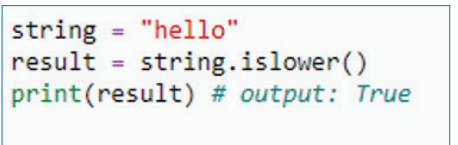 string = "hello"
result = string.islower()
print(result) # output: True